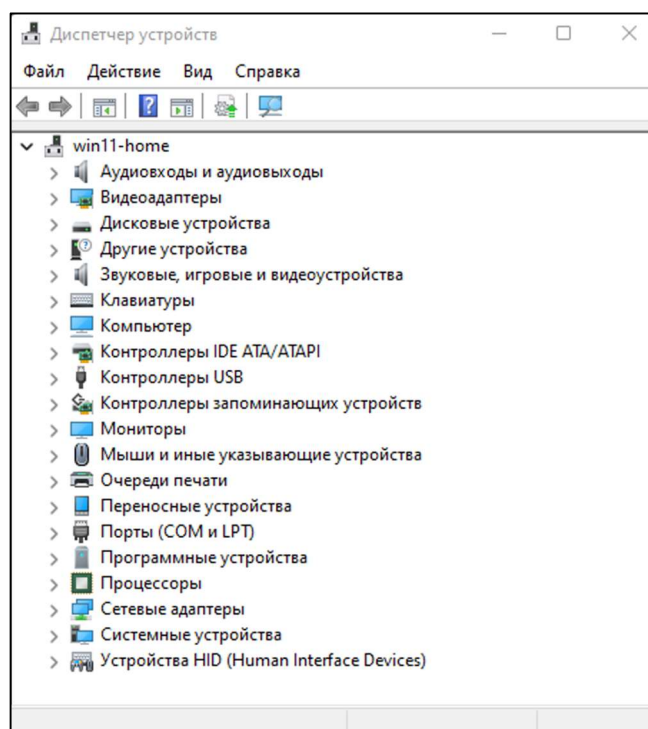 Диспетчер устройств
Файл Действие Вид Справка
win11-home
Аудиовходы и аудиовыходы
Видеоадаптеры
Дисковые устройства
Другие устройства
Звуковые, игровые и видеоустройства
Клавиатуры
Компьютер
Контроллеры IDE ATA/ATAPI
Контроллеры USB
Контроллеры запоминающих устройств
Мониторы
Мыши и иные указывающие устройства
Очереди печати
Переносные устройства
Порты (COM и LPT)
Программные устройства
Процессоры
Сетевые адаптеры
Системные устройства
Устройства HID (Human Interface Devices)